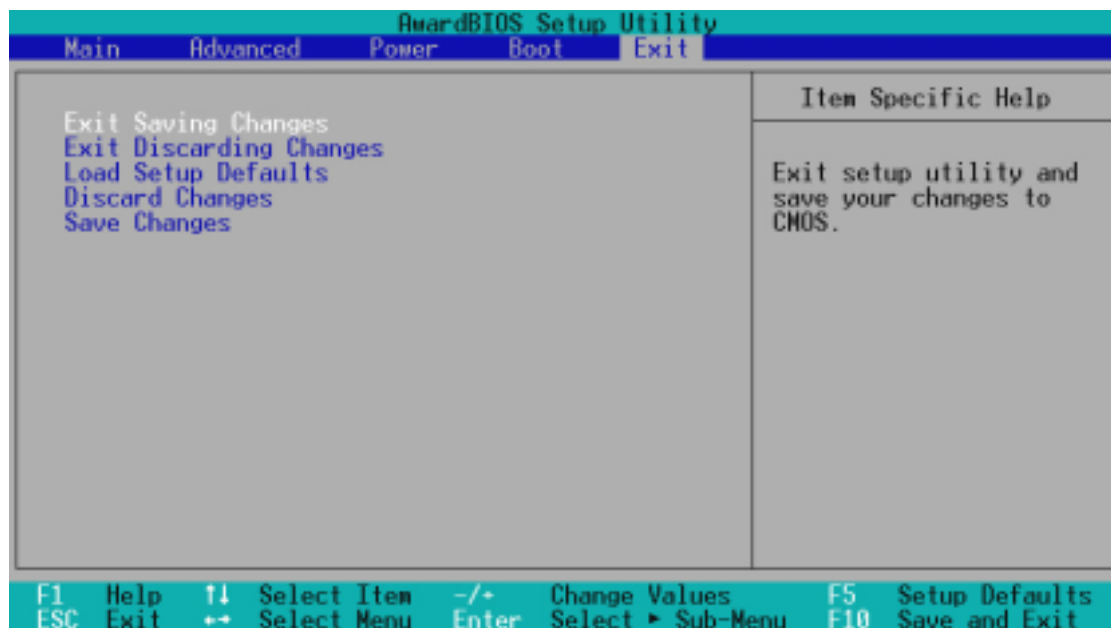 AwardBIOS Setup Utility
Main Advanced Power Boot Exit
Exit Saving Changes
Exit Discarding Changes
Load Setup Defaults
Discard Changes
Save Changes
Item Specific Help
Exit setup utility and
save your changes to
CMOS.
F1 Help ↑↓ Select Item -/+ Change Values F5 Setup Defaults
ESC Exit ←→ Select Menu Enter Select ► Sub-Menu F10 Save and Exit